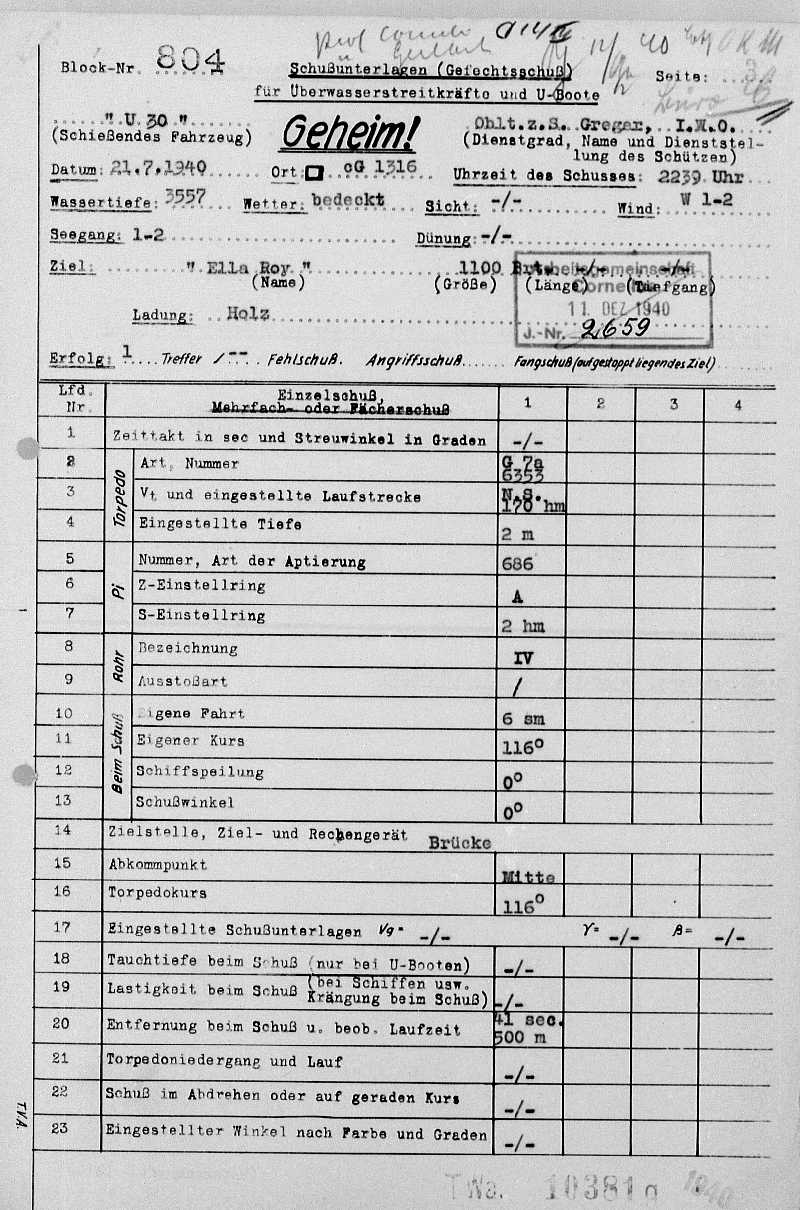 Block-Nr. 804
Schußunterlagen (Gefechtsschuß)
für Überwasserstreitkräfte und U-Boote
Seite: 3
" U.30 "
(Schießendes Fahrzeug)
Geheim!
Oblt.z.S. Greger, I.W.O.
(Dienstgrad, Name und Dienststel-
lung des Schützen)
Datum: 21.7.1940 Ort: cG 1316 Uhrzeit des Schusses: 2239 Uhr
Wassertiefe: 3557 Wetter: bedeckt Sicht: -/- Wind: W 1-2
Seegang: 1-2 Dünung: -/-
Ziel: " Ella Roy " 1100 Brt. -/- -/-
(Name) (Größe) (Länge) (Tiefgang)
Arbeitsgemeinschaft
Cornelius
11. DEZ. 1940
J.-Nr. 2659
Ladung: Holz
Erfolg: 1 Treffer /-- Fehlschuß. Angriffsschuß Fangschuß (auf gestoppt liegendes Ziel)
Lfd. Nr. Einzelschuß, Mehrfach- oder Fächerschuß 1 2 3 4
1 Zeittakt in sec und Streuwinkel in Graden -/-
Torpedo
2 Art, Nummer G 7a 6353
3 Vt und eingestellte Laufstrecke N.S. 170 hm
4 Eingestellte Tiefe 2 m
Pi
5 Nummer, Art der Aptierung 686
6 Z-Einstellring A
7 S-Einstellring 2 hm
Rohr
8 Bezeichnung IV
9 Ausstoßart /
Beim Schuß
10 Eigene Fahrt 6 sm
11 Eigener Kurs 116°
12 Schiffspeilung 0°
13 Schußwinkel 0°
14 Zielstelle, Ziel- und Rechengerät Brücke
15 Abkommpunkt Mitte
16 Torpedokurs 116°
17 Eingestellte Schußunterlagen Vg= -/- γ= -/- β= -/-
18 Tauchtiefe beim Schuß (nur bei U-Booten) -/-
19 Lastigkeit beim Schuß (bei Schiffen usw. Krängung beim Schuß) -/-
20 Entfernung beim Schuß u. beob. Laufzeit 41 sec. 500 m
21 Torpedoniedergang und Lauf -/-
22 Schuß im Abdrehen oder auf geraden Kurs -/-
23 Eingestellter Winkel nach Farbe und Graden -/-
T.V.A.
TWa. 10381g 1940